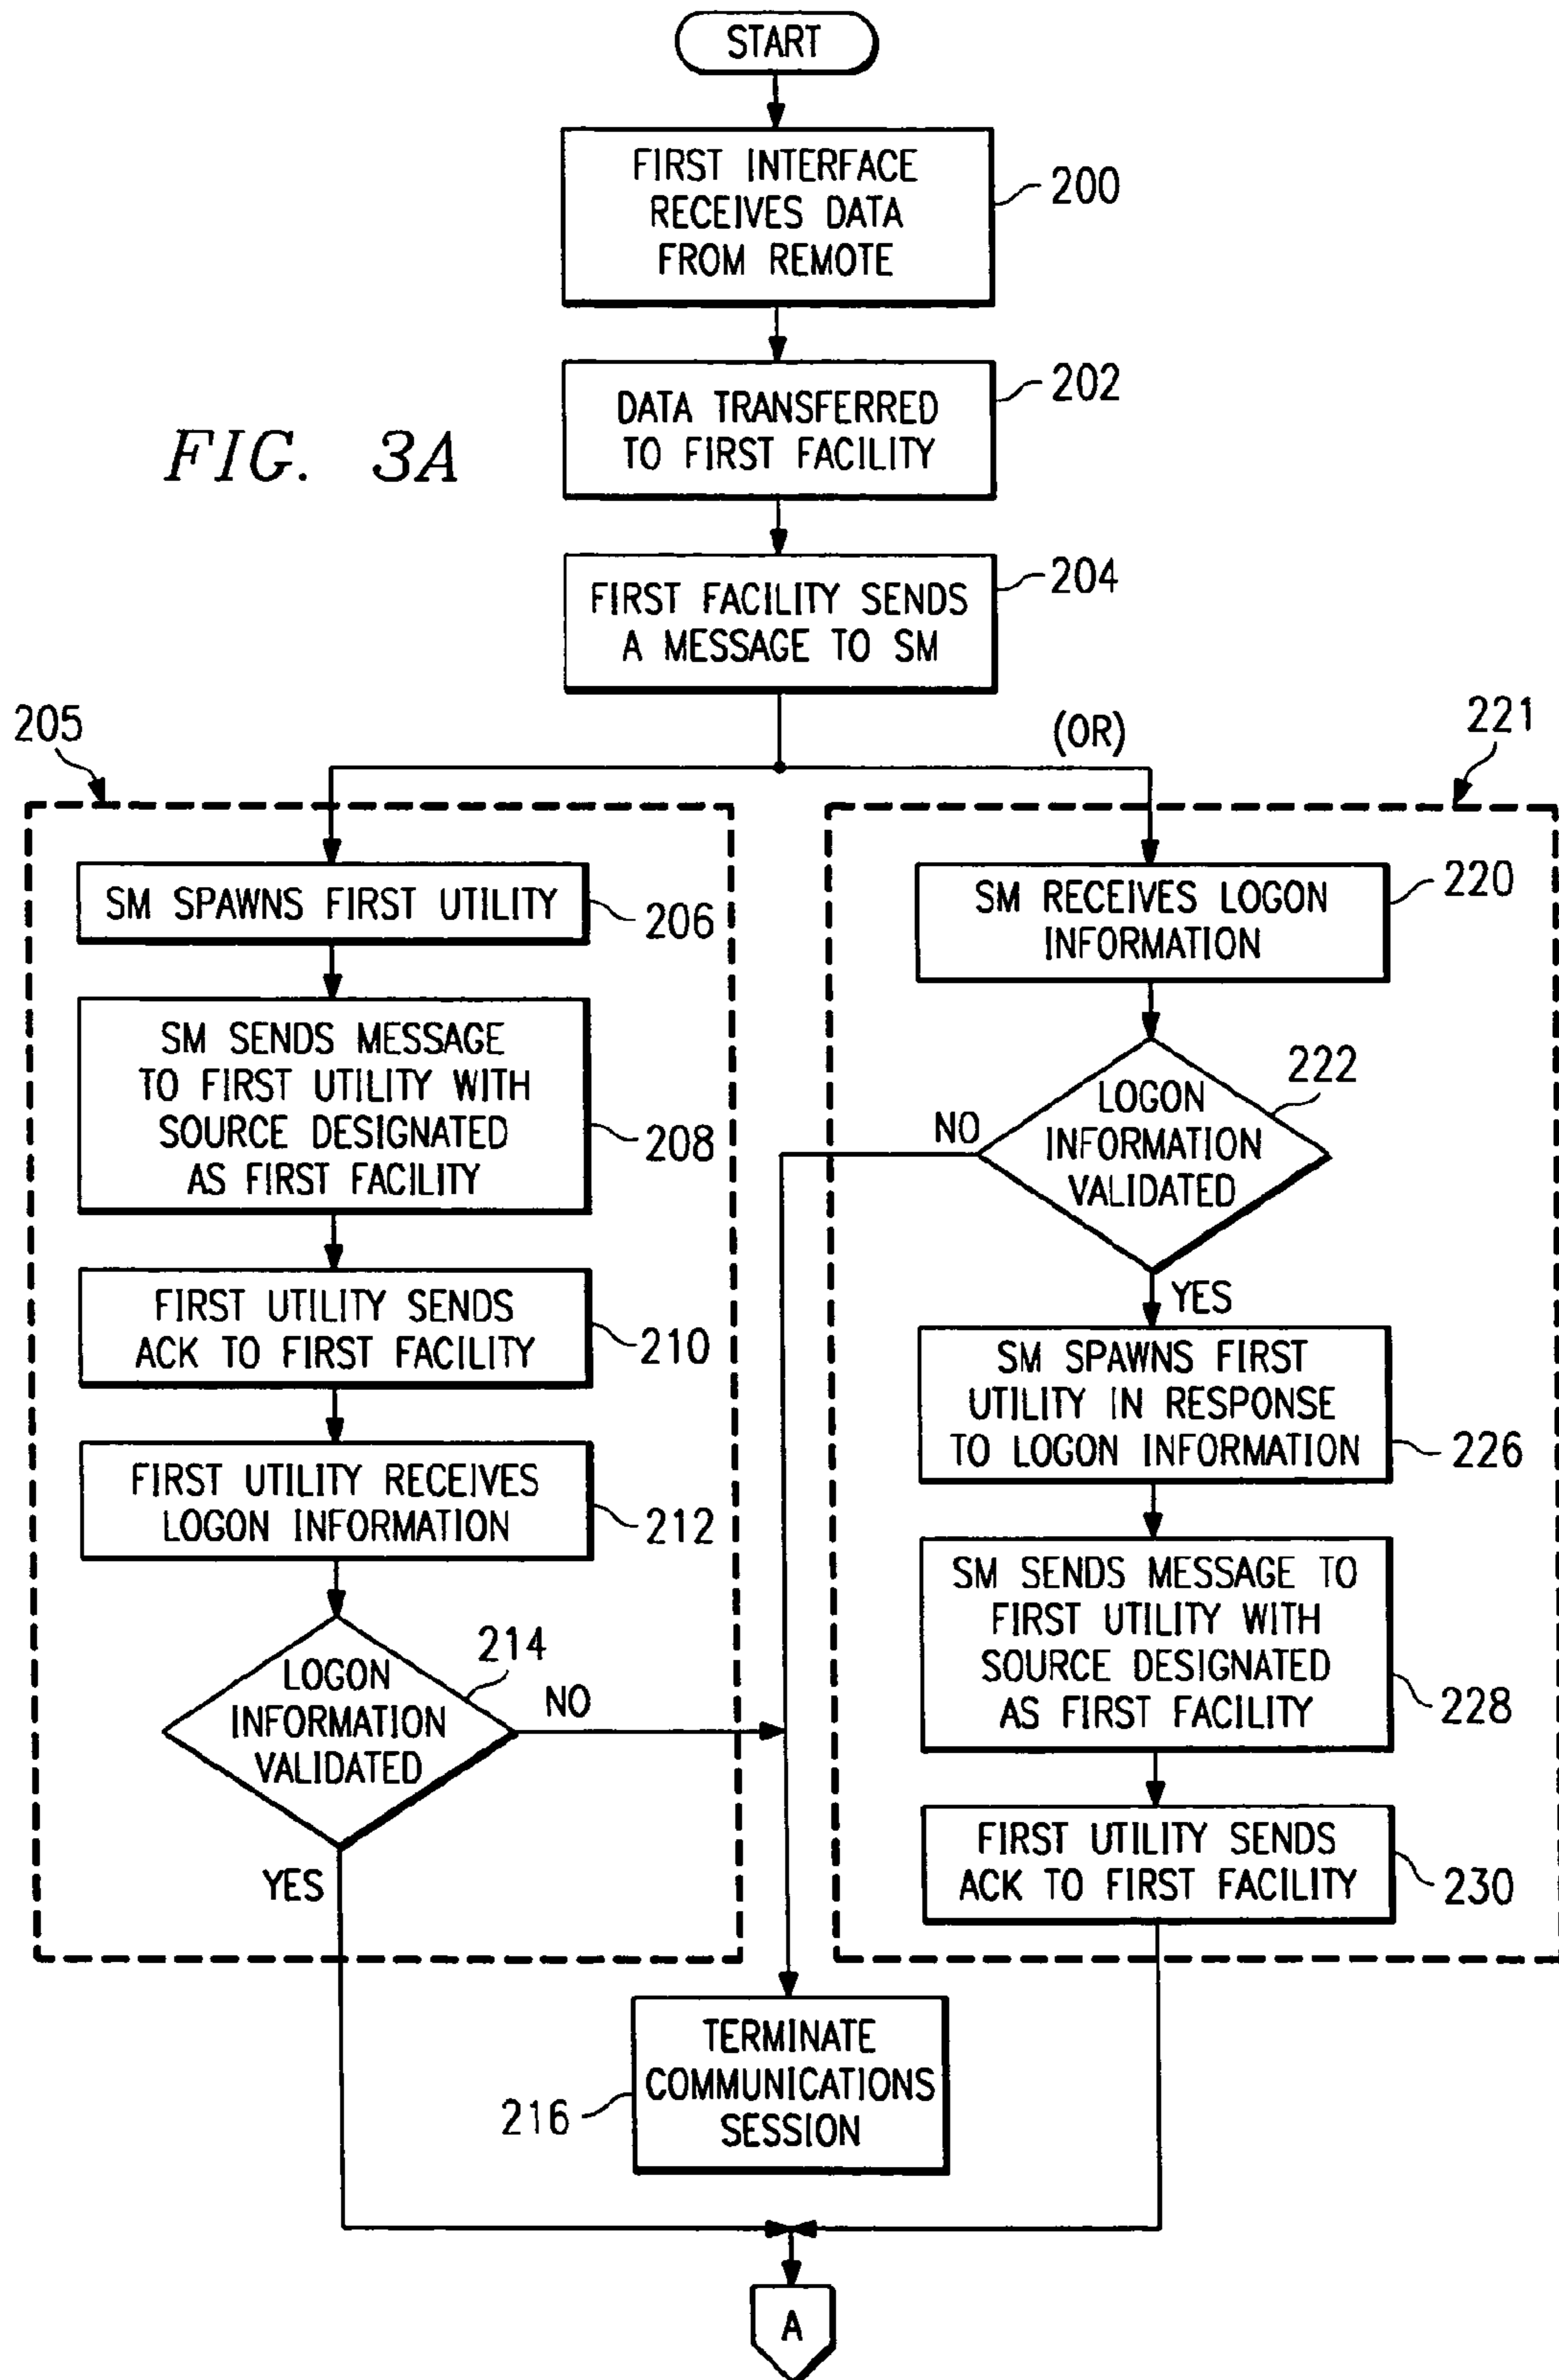 START
FIRST INTERFACE
RECEIVES DATA
FROM REMOTE
200
DATA TRANSFERRED
TO FIRST FACILITY
202
FIG. 3A
FIRST FACILITY SENDS
A MESSAGE TO SM
204
(OR)
205
SM SPAWNS FIRST UTILITY
206
SM SENDS MESSAGE
TO FIRST UTILITY WITH
SOURCE DESIGNATED
AS FIRST FACILITY
208
FIRST UTILITY SENDS
ACK TO FIRST FACILITY
210
FIRST UTILITY RECEIVES
LOGON INFORMATION
212
LOGON
INFORMATION
VALIDATED
214
NO
YES
221
SM RECEIVES LOGON
INFORMATION
220
LOGON
INFORMATION
VALIDATED
222
NO
YES
SM SPAWNS FIRST
UTILITY IN RESPONSE
TO LOGON INFORMATION
226
SM SENDS MESSAGE TO
FIRST UTILITY WITH
SOURCE DESIGNATED
AS FIRST FACILITY
228
FIRST UTILITY SENDS
ACK TO FIRST FACILITY
230
TERMINATE
COMMUNICATIONS
SESSION
216
A